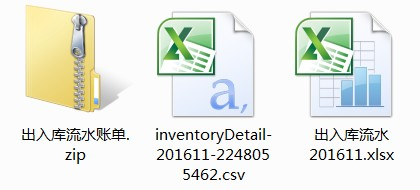 出入库流水账单.
zip
inventoryDetail-
201611-224805
5462.csv
出入库流水
201611.xlsx